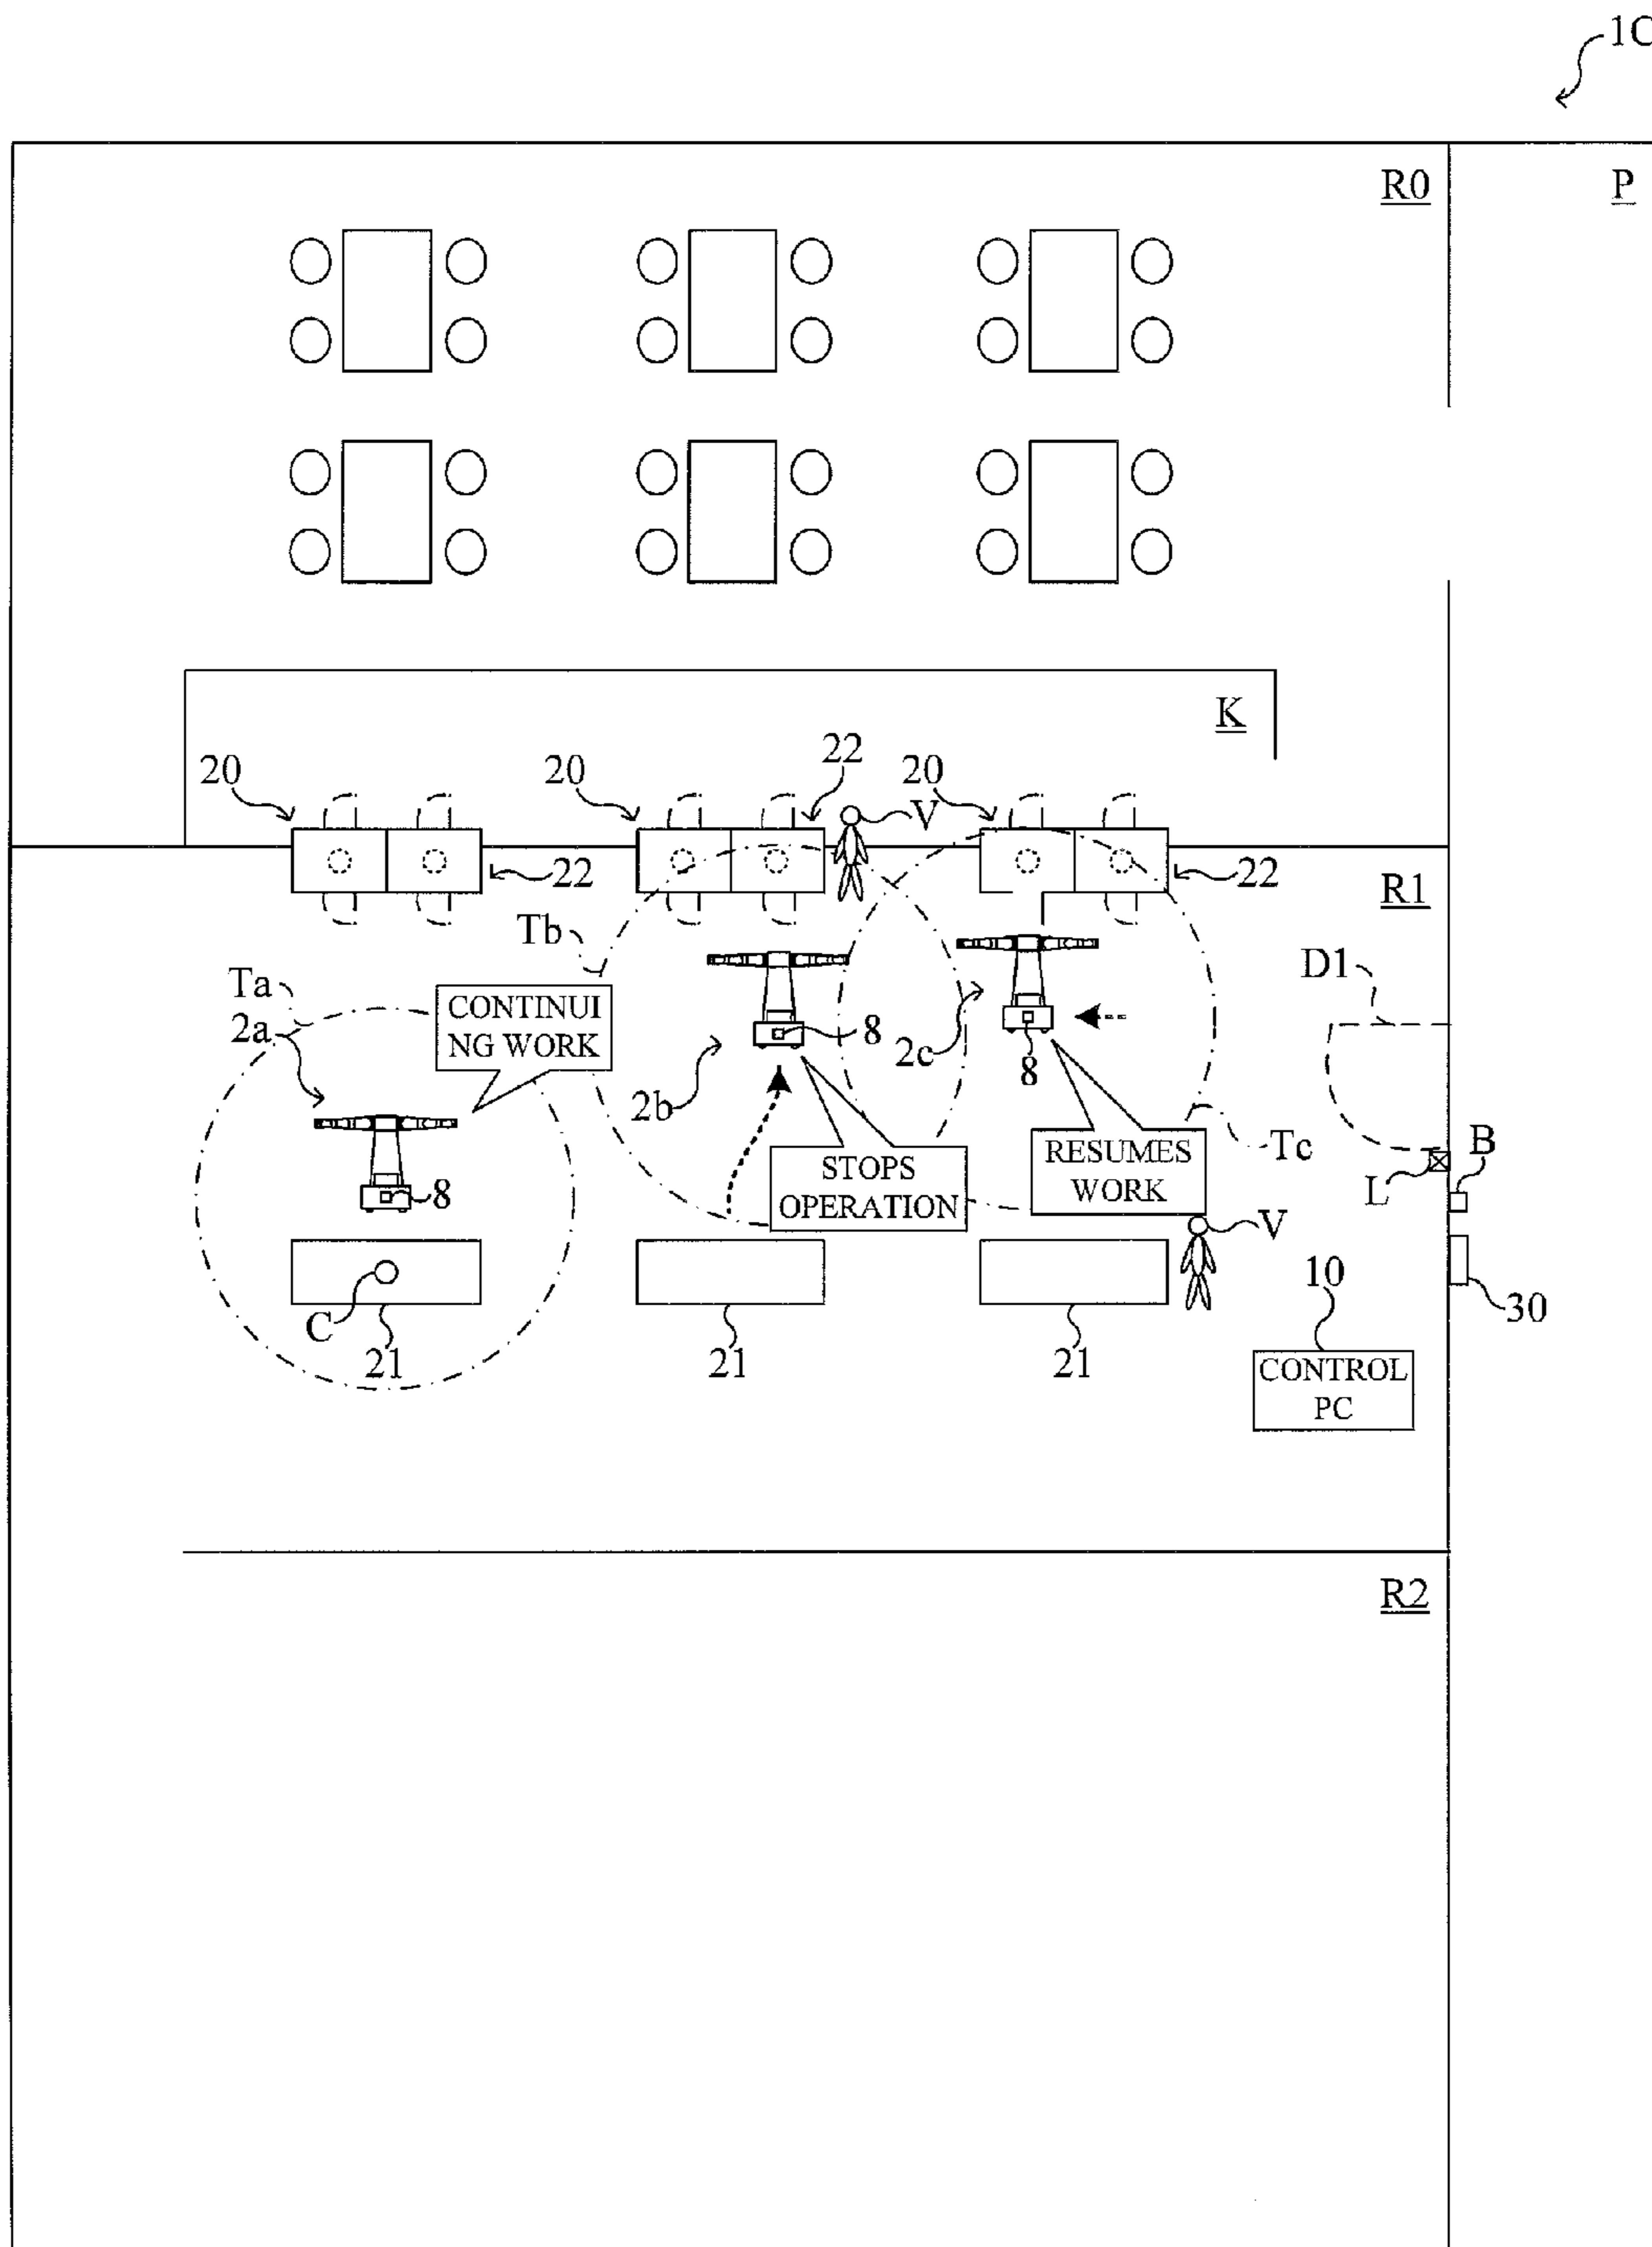 1C
R0
P
K
20
20
22
20
V
22
22
R1
Tb
D1
Ta
2a
CONTINUI
NG WORK
8
2c
8
2b
8
STOPS
OPERATION
RESUMES
WORK
Tc
B
L
V
C
21
21
21
10
30
CONTROL
PC
R2